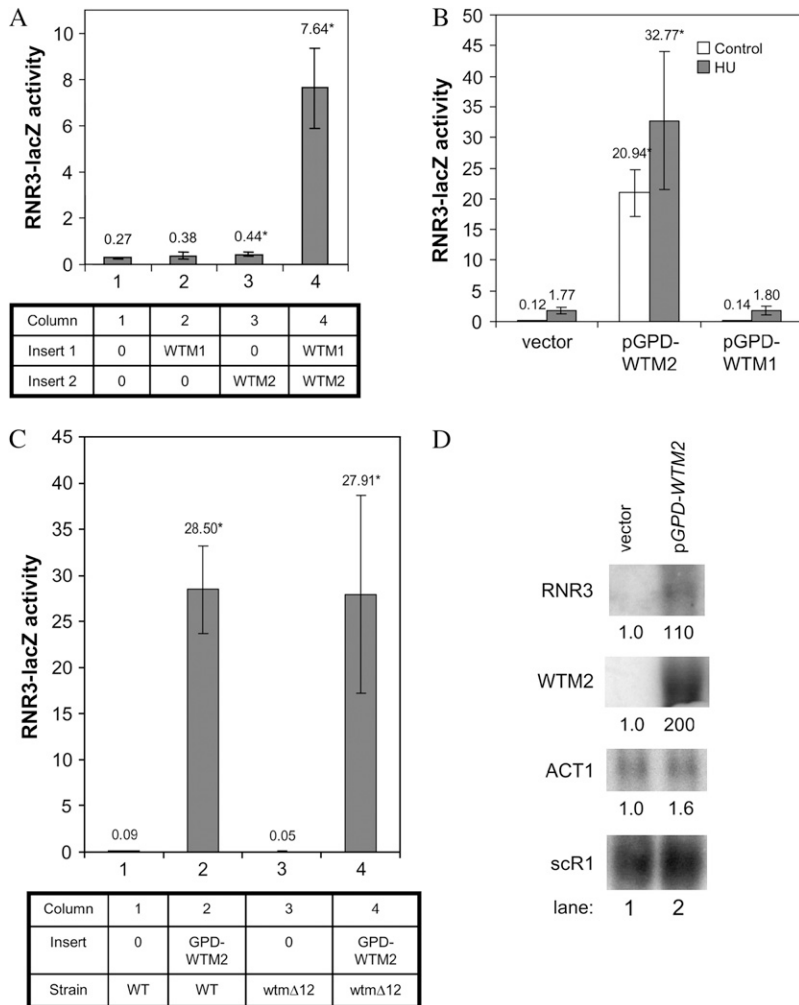 A
RNR3-lacZ activity
10
8
6
4
2
0
0.27
0.38
0.44*
7.64*
1 2 3 4
Column 1 2 3 4
Insert 1 0 WTM1 0 WTM1
Insert 2 0 0 WTM2 WTM2
B
RNR3-lacZ activity
50
45
40
35
30
25
20
15
10
5
0
Control
HU
0.12 1.77
20.94* 32.77*
0.14 1.80
vector pGPD-WTM2 pGPD-WTM1
C
RNR3-lacZ activity
45
40
35
30
25
20
15
10
5
0
0.09
28.50*
0.05
27.91*
1 2 3 4
Column 1 2 3 4
Insert 0 GPD-WTM2 0 GPD-WTM2
Strain WT WT wtmΔ12 wtmΔ12
D
vector pGPD-WTM2
RNR3
1.0 110
WTM2
1.0 200
ACT1
1.0 1.6
scR1
lane: 1 2